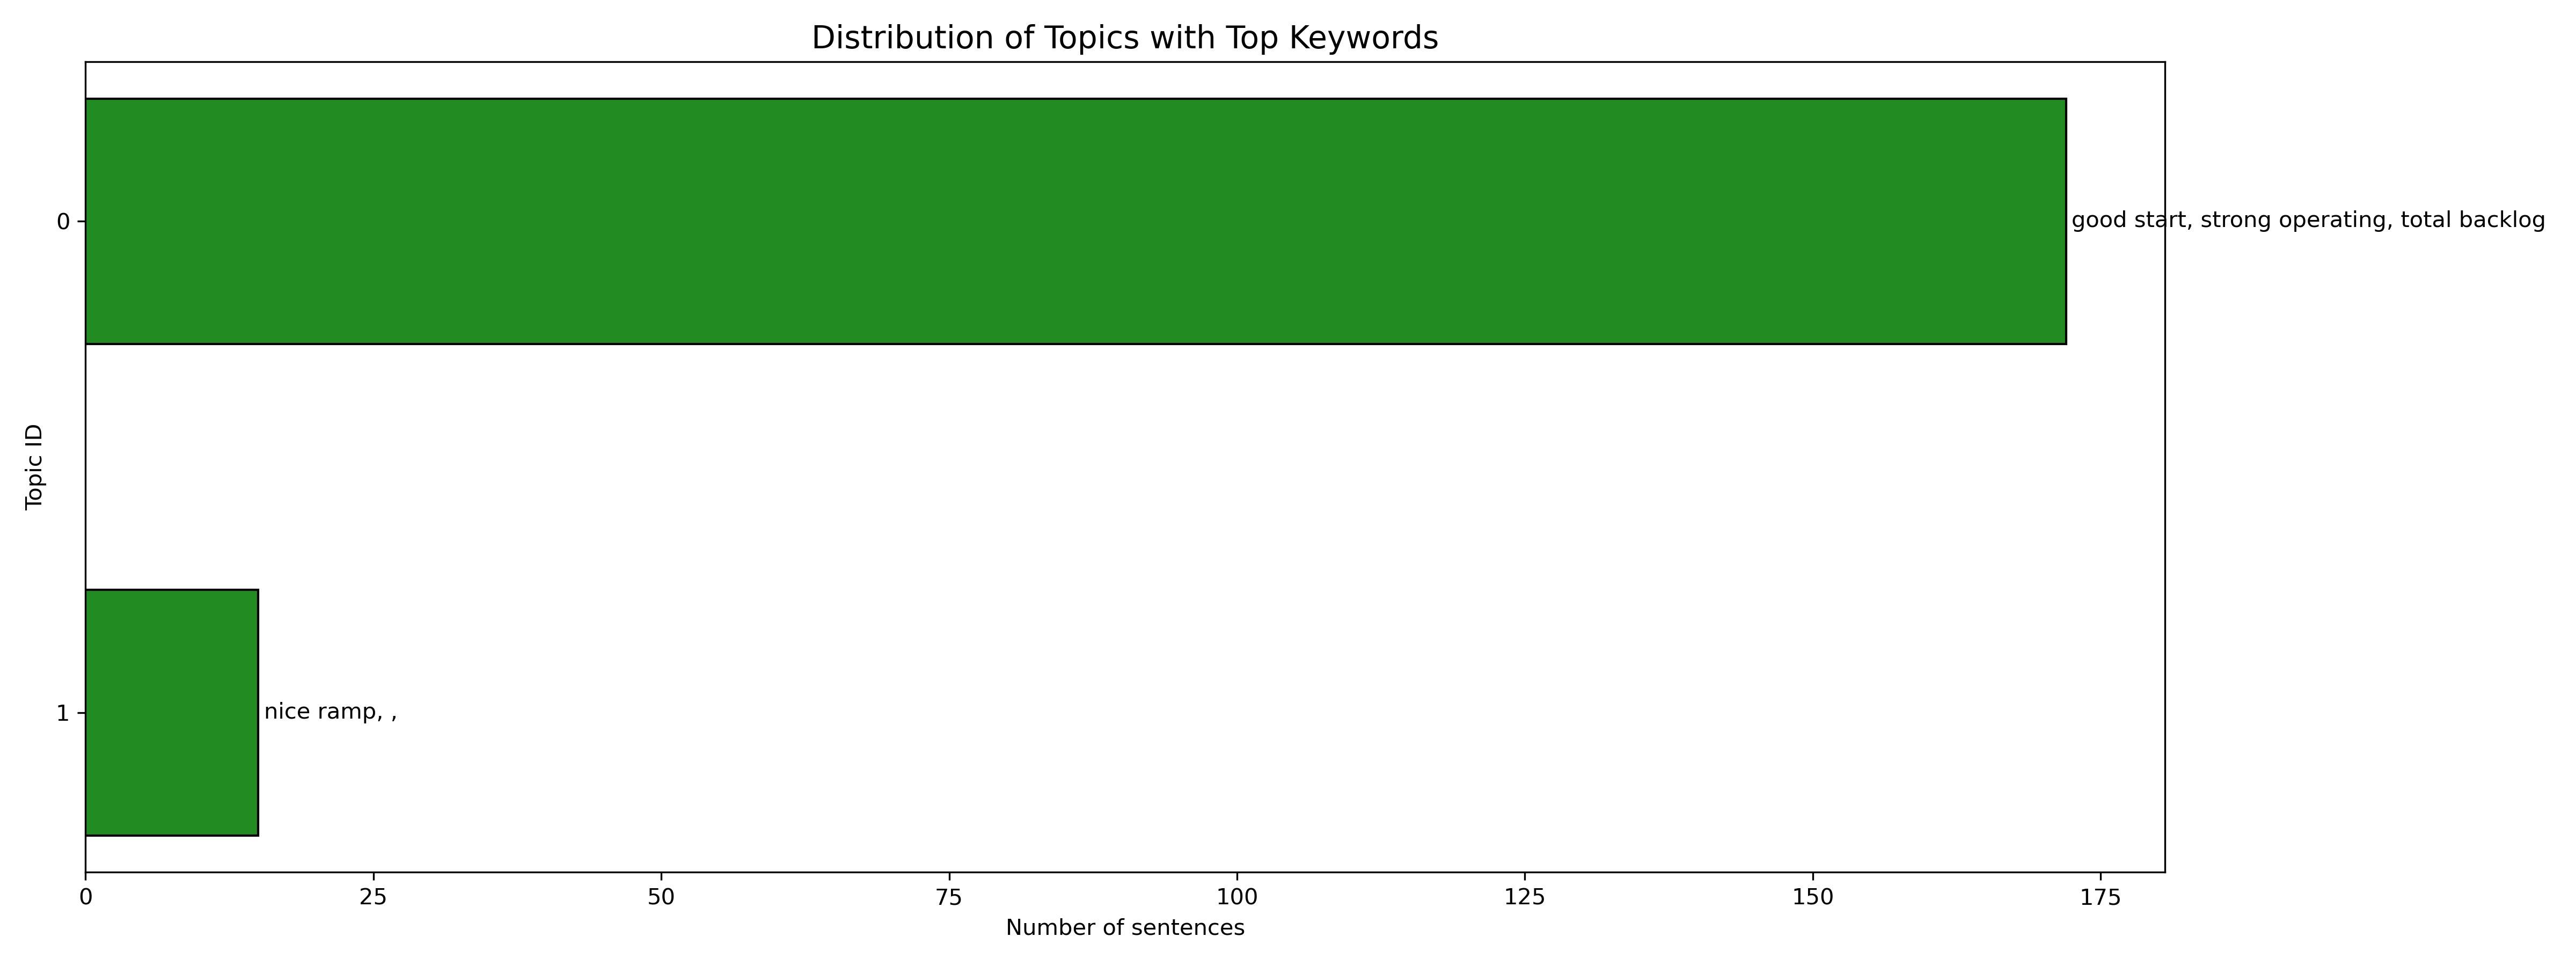 Distribution of Topics with Top Keywords
Topic ID
0
good start, strong operating, total backlog
1
nice ramp, ,
0 25 50 75 100 125 150 175
Number of sentences